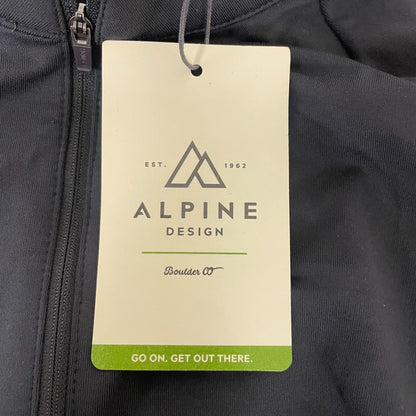 EST. 1962
ALPINE
DESIGN
Boulder CO
GO ON. GET OUT THERE.